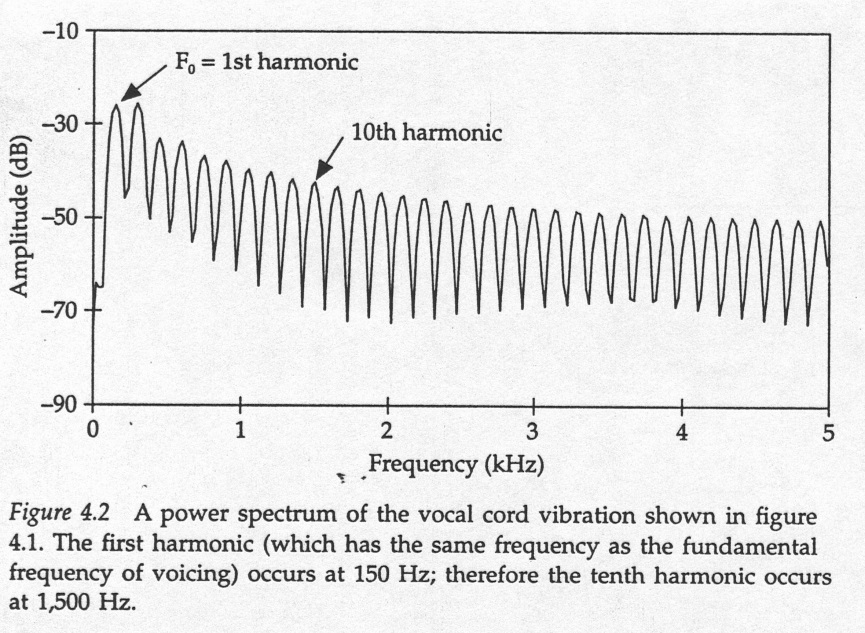 −10
F₀ = 1st harmonic
−30
10th harmonic
Amplitude (dB)
−50
−70
−90
0 1 2 3 4 5
Frequency (kHz)
Figure 4.2 A power spectrum of the vocal cord vibration shown in figure
4.1. The first harmonic (which has the same frequency as the fundamental
frequency of voicing) occurs at 150 Hz; therefore the tenth harmonic occurs
at 1,500 Hz.